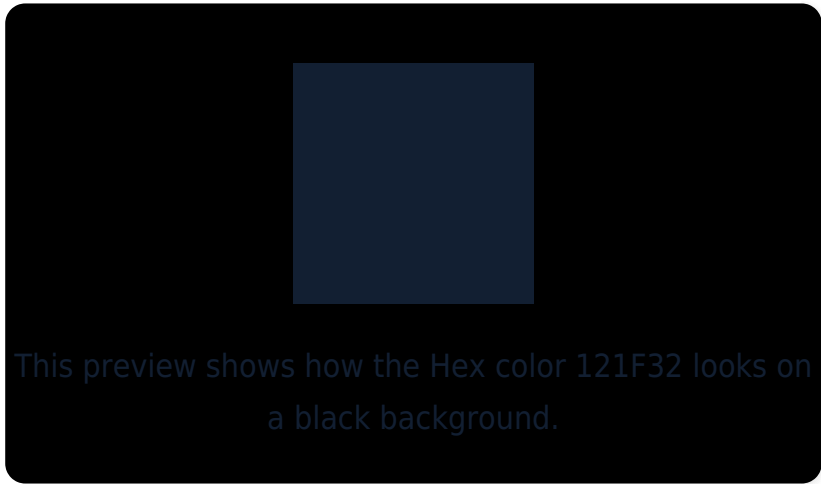 This preview shows how the Hex color 121F32 looks on
a black background.